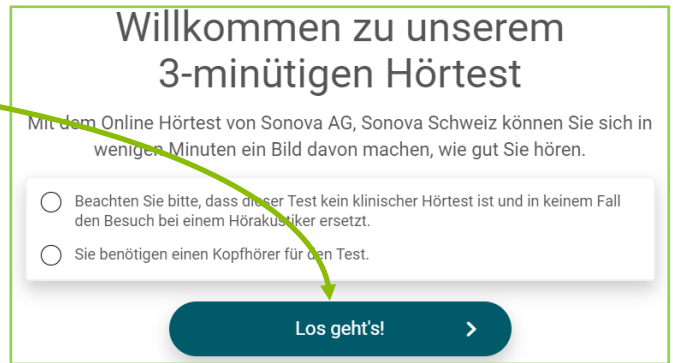 Willkommen zu unserem
3-minütigen Hörtest
Mit dem Online Hörtest von Sonova AG, Sonova Schweiz können Sie sich in
wenigen Minuten ein Bild davon machen, wie gut Sie hören.
Beachten Sie bitte, dass dieser Test kein klinischer Hörtest ist und in keinem Fall
den Besuch bei einem Hörakustiker ersetzt.
Sie benötigen einen Kopfhörer für den Test.
Los geht's!